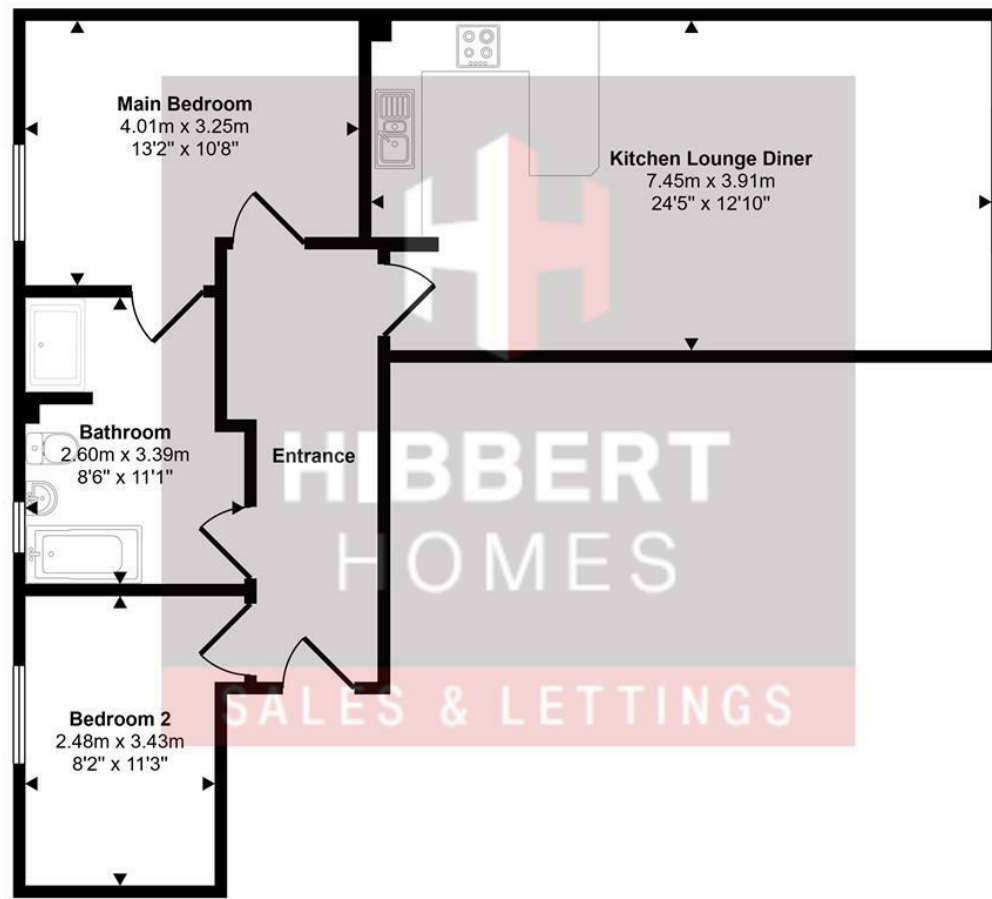 Main Bedroom
4.01m x 3.25m
13'2" x 10'8"
Kitchen Lounge Diner
7.45m x 3.91m
24'5" x 12'10"
Bathroom
2.60m x 3.39m
8'6" x 11'1"
Entrance
HIBBERT
HOMES
SALES & LETTINGS
Bedroom 2
2.48m x 3.43m
8'2" x 11'3"